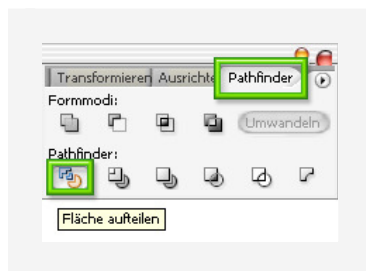 Transformieren Ausrichte Pathfinder
Formmodi:
Umwandeln
Pathfinder:
Fläche aufteilen